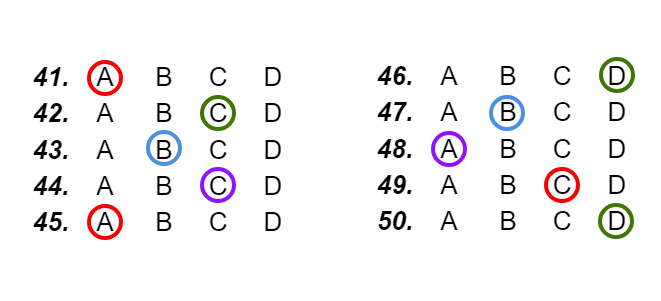 41. A B C D
42. A B C D
43. A B C D
44. A B C D
45. A B C D
46. A B C D
47. A B C D
48. A B C D
49. A B C D
50. A B C D